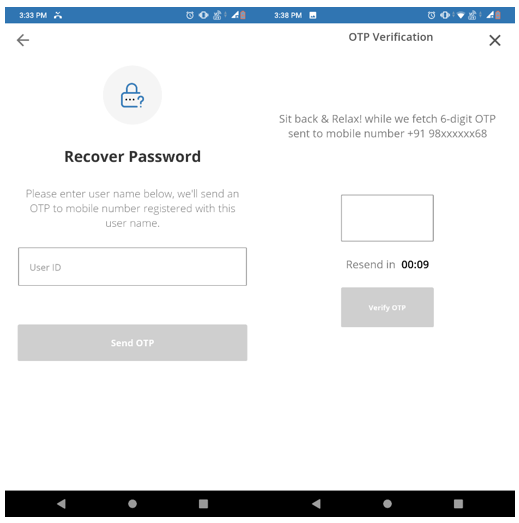 3:33 PM
Recover Password
Please enter user name below, we'll send an
OTP to mobile number registered with this
user name.
User ID
Send OTP
3:38 PM
OTP Verification
Sit back & Relax! while we fetch 6-digit OTP
sent to mobile number +91 98xxxxxx68
Resend in 00:09
Verify OTP